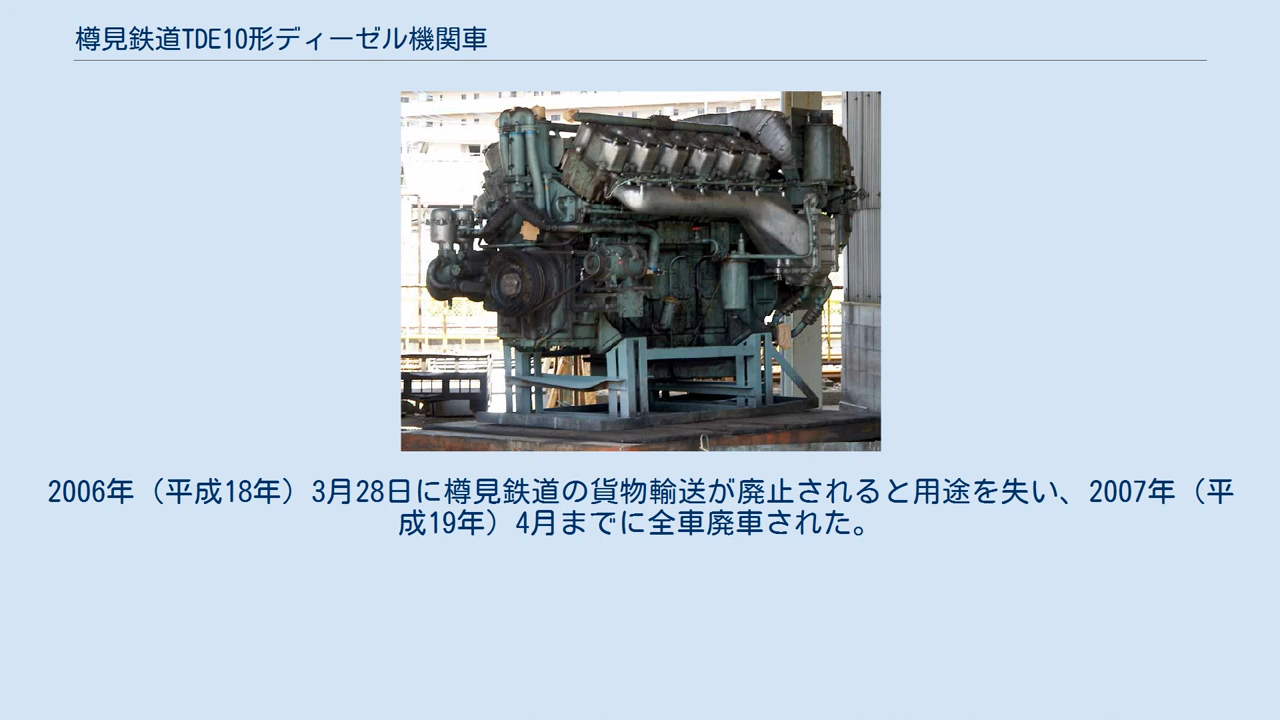 樽見鉄道TDE10形ディーゼル機関車
2006年（平成18年）3月28日に樽見鉄道の貨物輸送が廃止されると用途を失い、2007年（平
成19年）4月までに全車廃車された。